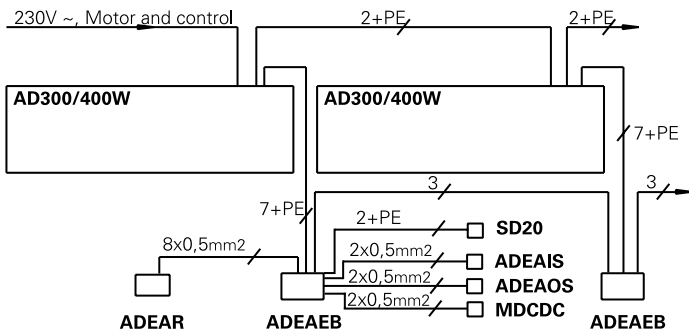 230V ~, Motor and control
2+PE
2+PE
AD300/400W
AD300/400W
7+PE
3
3
7+PE
2+PE
SD20
8x0,5mm2
2x0,5mm2
ADEAIS
2x0,5mm2
ADEAOS
2x0,5mm2
MDCDC
ADEAR
ADEAEB
ADEAEB